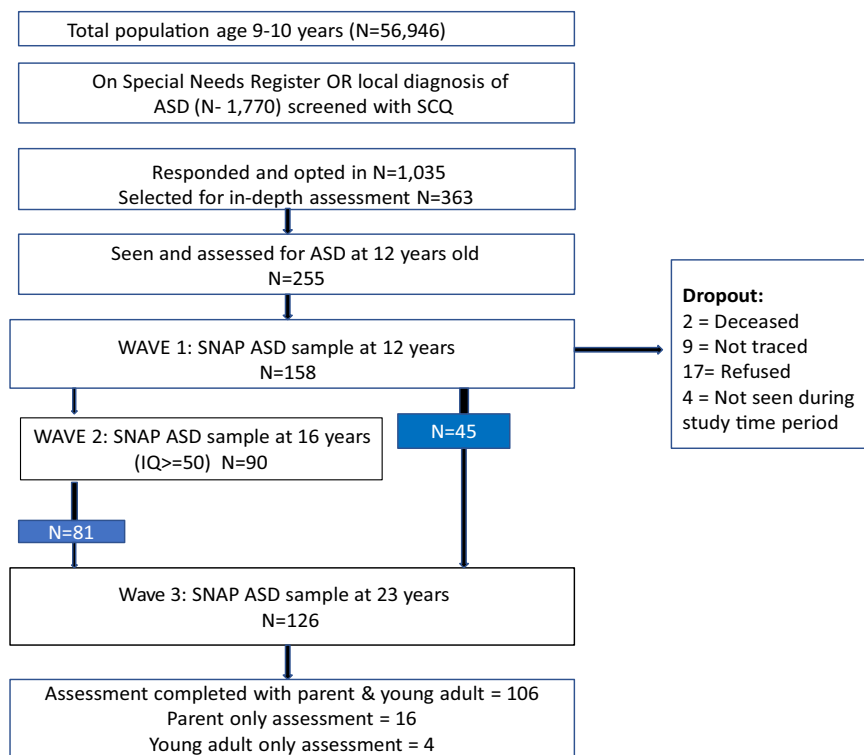 Total population age 9-10 years (N=56,946)
On Special Needs Register OR local diagnosis of
ASD (N- 1,770) screened with SCQ
Responded and opted in N=1,035
Selected for in-depth assessment N=363
Seen and assessed for ASD at 12 years old
N=255
WAVE 1: SNAP ASD sample at 12 years
N=158
Dropout:
2 = Deceased
9 = Not traced
17= Refused
4 = Not seen during
study time period
WAVE 2: SNAP ASD sample at 16 years
(IQ>=50) N=90
N=45
N=81
Wave 3: SNAP ASD sample at 23 years
N=126
Assessment completed with parent & young adult = 106
Parent only assessment = 16
Young adult only assessment = 4